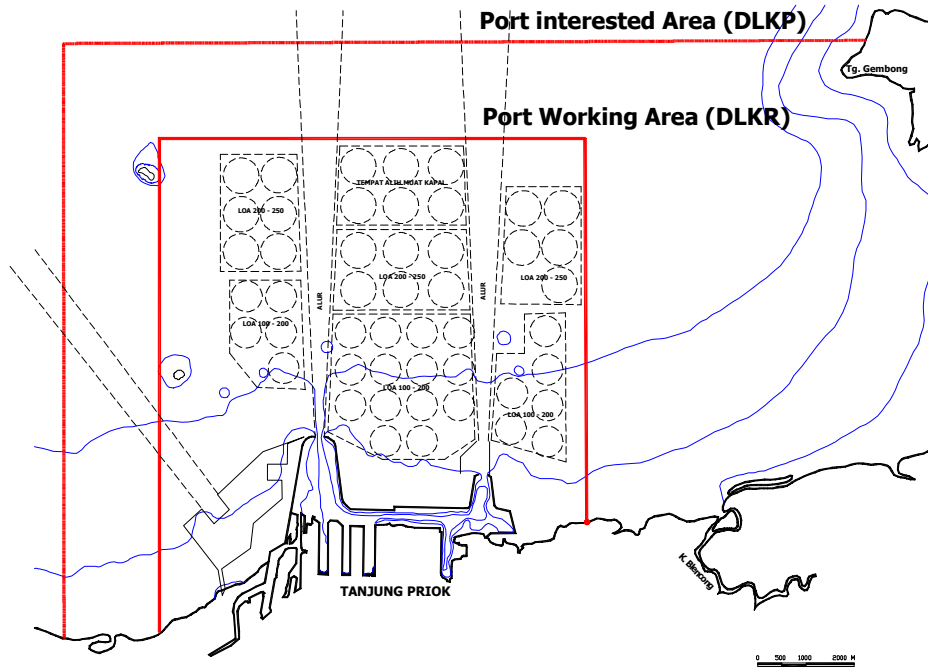 Port interested Area (DLKP)
Tg. Gembong
Port Working Area (DLKR)
TEMPAT ALIH MUAT KAPAL
LOA 200 - 250
LOA 200 - 250
LOA 200 - 250
ALUR
ALUR
LOA 100 - 200
LOA 100 - 200
LOA 100 - 200
K. Blencong
TANJUNG PRIOK
0 500 1000 2000 M